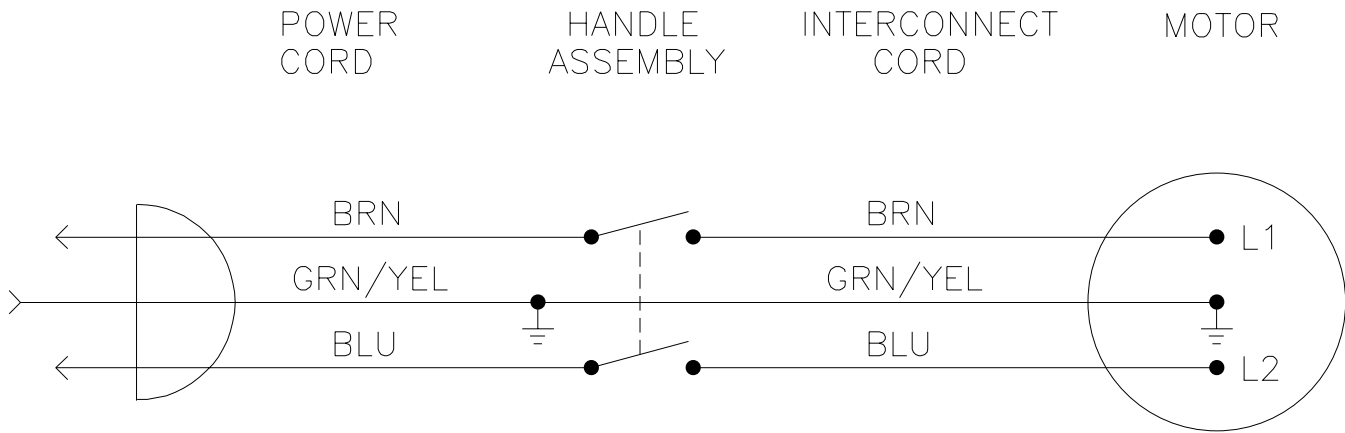 POWER
CORD
HANDLE
ASSEMBLY
INTERCONNECT
CORD
MOTOR
BRN
BRN
L1
GRN/YEL
GRN/YEL
BLU
BLU
L2